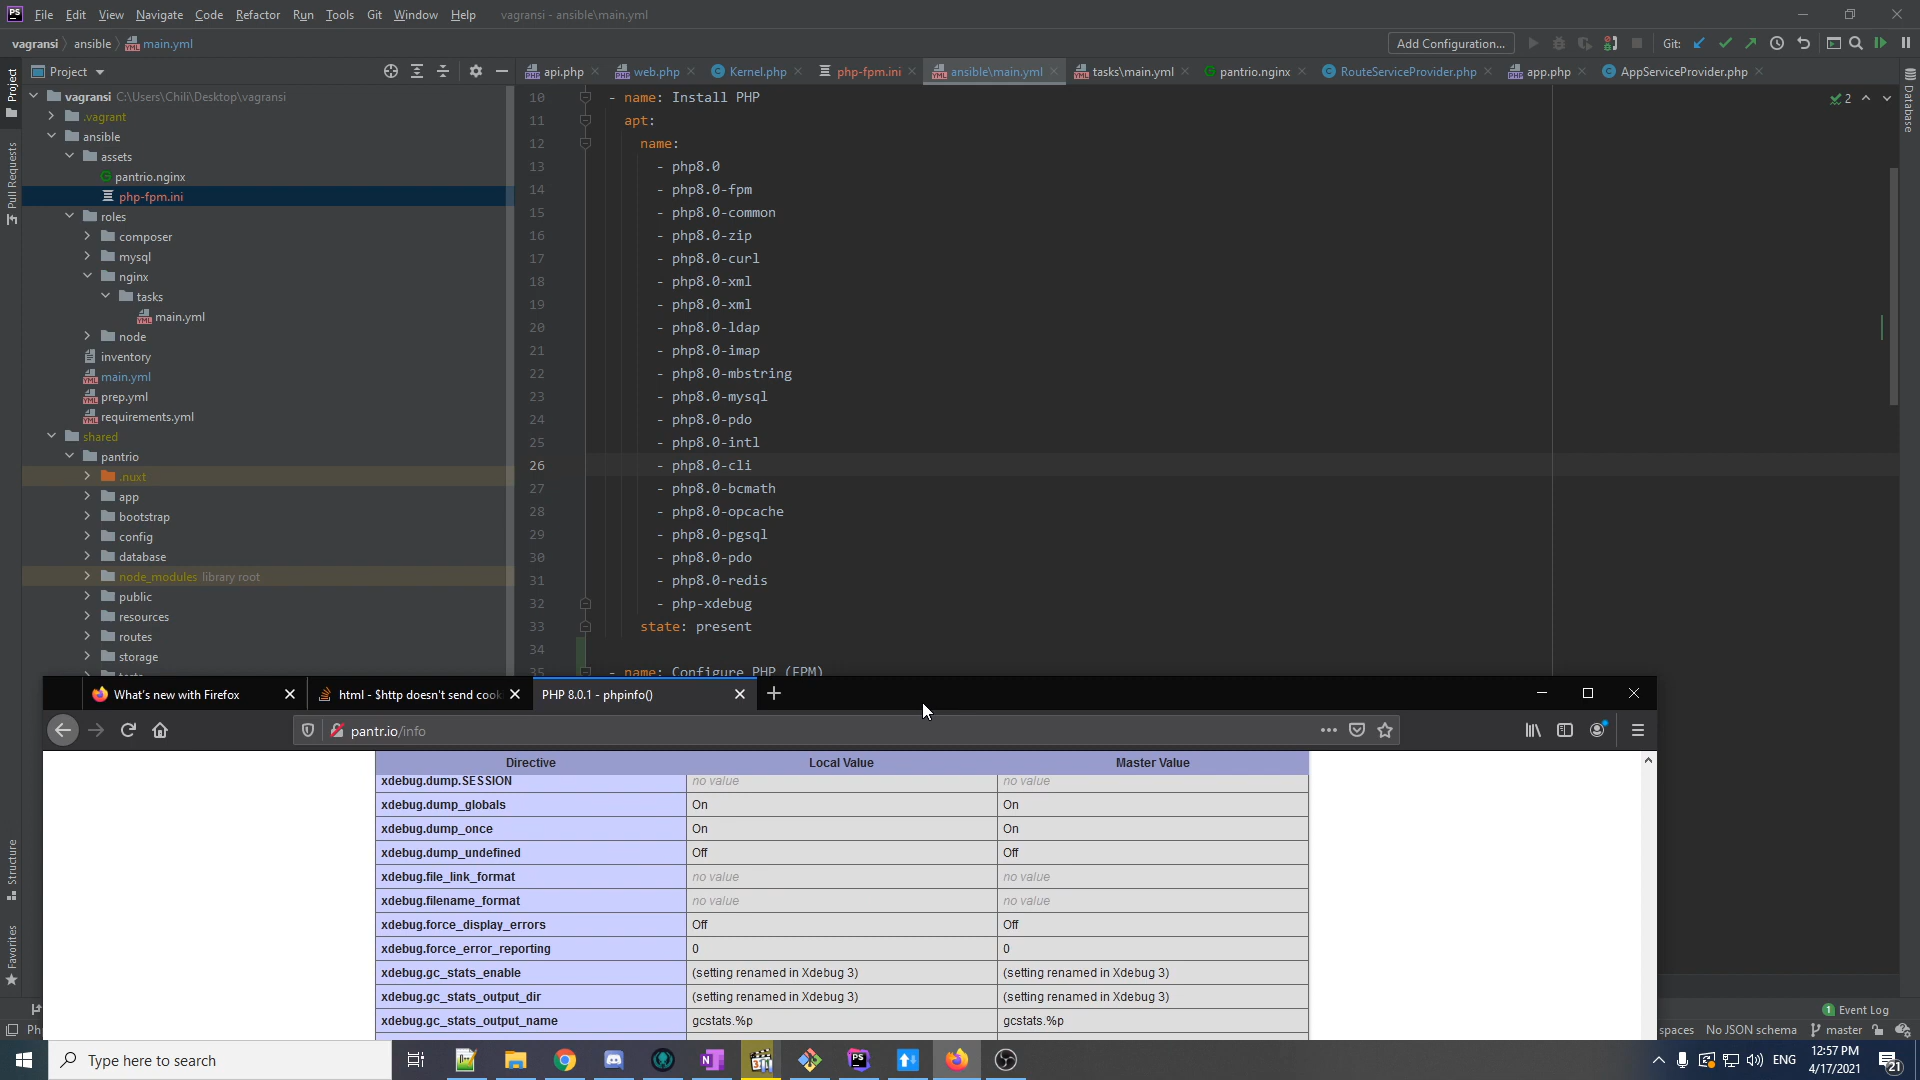 File Edit View Navigate Code Refactor Run Tools Git Window Help vagransi - ansible\main.yml
vagransi ansible main.yml Add Configuration... Git:
Project
api.php web.php Kernel.php php-fpm.ini ansible\main.yml tasks\main.yml pantrio.nginx RouteServiceProvider.php app.php AppServiceProvider.php
Project
Pull Requests
Structure
Favorites
Database
vagransi C:\Users\Chili\Desktop\vagransi
.vagrant
ansible
assets
pantrio.nginx
php-fpm.ini
roles
composer
mysql
nginx
tasks
main.yml
node
inventory
main.yml
prep.yml
requirements.yml
shared
pantrio
.nuxt
app
bootstrap
config
database
node_modules library root
public
resources
routes
storage
10 - name: Install PHP
11 apt:
12 name:
13 - php8.0
14 - php8.0-fpm
15 - php8.0-common
16 - php8.0-zip
17 - php8.0-curl
18 - php8.0-xml
19 - php8.0-xml
20 - php8.0-ldap
21 - php8.0-imap
22 - php8.0-mbstring
23 - php8.0-mysql
24 - php8.0-pdo
25 - php8.0-intl
26 - php8.0-cli
27 - php8.0-bcmath
28 - php8.0-opcache
29 - php8.0-pgsql
30 - php8.0-pdo
31 - php8.0-redis
32 - php-xdebug
33 state: present
34
35 - name: Configure PHP (FPM)
2
What's new with Firefox html - $http doesn't send cook PHP 8.0.1 - phpinfo()
pantr.io/info
Directive Local Value Master Value
xdebug.dump.SESSION no value no value
xdebug.dump_globals On On
xdebug.dump_once On On
xdebug.dump_undefined Off Off
xdebug.file_link_format no value no value
xdebug.filename_format no value no value
xdebug.force_display_errors Off Off
xdebug.force_error_reporting 0 0
xdebug.gc_stats_enable (setting renamed in Xdebug 3) (setting renamed in Xdebug 3)
xdebug.gc_stats_output_dir (setting renamed in Xdebug 3) (setting renamed in Xdebug 3)
xdebug.gc_stats_output_name gcstats.%p gcstats.%p
1 Event Log
Ph spaces No JSON schema master
Type here to search
PS
ENG
12:57 PM
4/17/2021
21